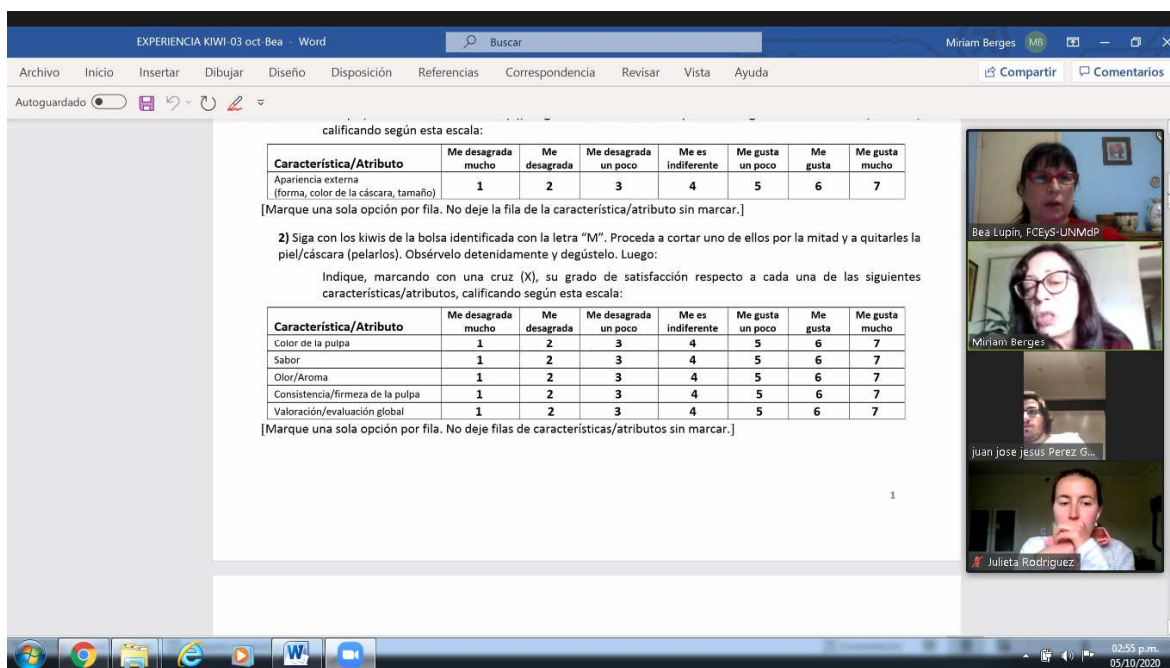 EXPERIENCIA KIWI-03 oct-Bea - Word
Buscar
Miriam Berges MB
Archivo Inicio Insertar Dibujar Diseño Disposición Referencias Correspondencia Revisar Vista Ayuda
Compartir Comentarios
Autoguardado
calificando según esta escala:
Característica/Atributo Me desagrada mucho Me desagrada Me desagrada un poco Me es indiferente Me gusta un poco Me gusta Me gusta mucho
Apariencia externa
(forma, color de la cáscara, tamaño) 1 2 3 4 5 6 7
[Marque una sola opción por fila. No deje la fila de la característica/atributo sin marcar.]
2) Siga con los kiwis de la bolsa identificada con la letra “M”. Proceda a cortar uno de ellos por la mitad y a quitarles la
piel/cáscara (pelarlos). Obsérvelo detenidamente y degústelo. Luego:
Indique, marcando con una cruz (X), su grado de satisfacción respecto a cada una de las siguientes
características/atributos, calificando según esta escala:
Característica/Atributo Me desagrada mucho Me desagrada Me desagrada un poco Me es indiferente Me gusta un poco Me gusta Me gusta mucho
Color de la pulpa 1 2 3 4 5 6 7
Sabor 1 2 3 4 5 6 7
Olor/Aroma 1 2 3 4 5 6 7
Consistencia/firmeza de la pulpa 1 2 3 4 5 6 7
Valoración/evaluación global 1 2 3 4 5 6 7
[Marque una sola opción por fila. No deje filas de características/atributos sin marcar.]
1
Bea Lupín, FCEyS-UNMdP
Miriam Berges
juan jose jesus Perez G...
Julieta Rodriguez
02:55 p.m.
05/10/2020